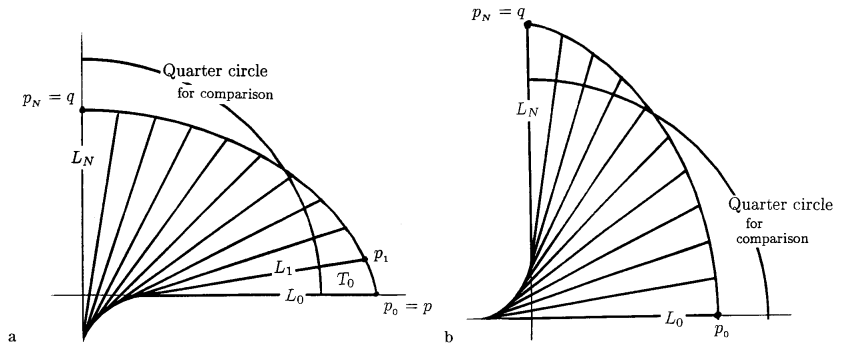 p_N = q
Quarter circle
for comparison
L_N
L_1
T_0
L_0
p_1
p_0 = p
a
p_N = q
L_N
Quarter circle
for
comparison
L_0
p_0
b